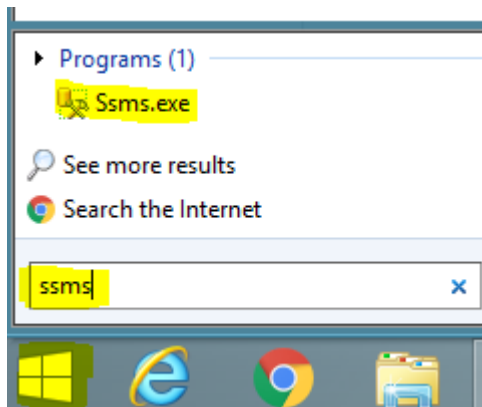 Programs (1)
Ssms.exe
See more results
Search the Internet
ssms